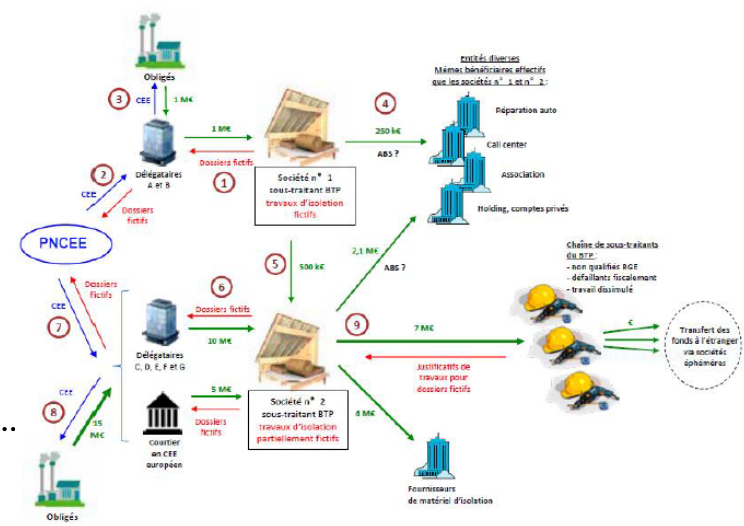 Obligés
3
CEE
1 M€
Délégataires
A et B
1 M€
Dossiers fictifs
1
Société n° 1
sous-traitant BTP
travaux d'isolation
fictifs
4
250 k€
ABS ?
Entités diverses
Mêmes bénéficiaires effectifs
que les sociétés n° 1 et n° 2 :
Réparation auto
Call center
Association
Holding, comptes privés
2
CEE
Dossiers
fictifs
PNCEE
5
500 k€
2,1 M€
ABS ?
Chaîne de sous-traitants
du BTP :
- non qualifiés RGE
- défaillants fiscalement
- travail dissimulé
7
CEE
Dossiers
fictifs
6
Dossiers fictifs
10 M€
Délégataires
C, D, E, F et G
9
7 M€
Justificatifs de
travaux pour
dossiers fictifs
€
Transfert des
fonds à l'étranger
via sociétés
éphémères
8
CEE
15
M€
Obligés
5 M€
Dossiers
fictifs
Courtier
en CEE
européen
Société n° 2
sous-traitant BTP
travaux d'isolation
partiellement fictifs
4 M€
Fournisseurs
de matériel d'isolation
..